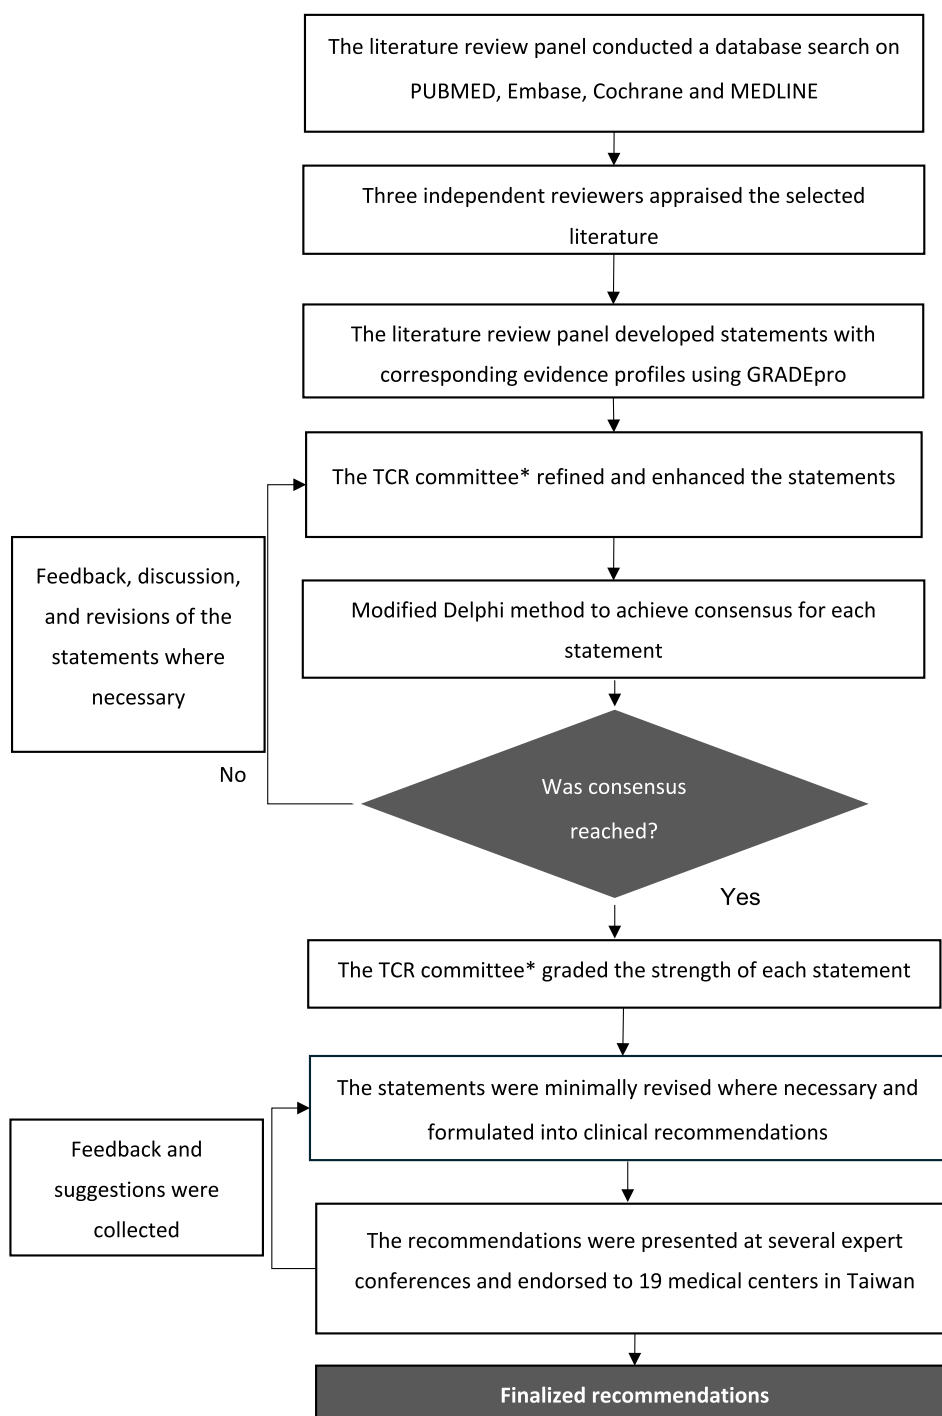 The literature review panel conducted a database search on
PUBMED, Embase, Cochrane and MEDLINE
Three independent reviewers appraised the selected
literature
The literature review panel developed statements with
corresponding evidence profiles using GRADEpro
The TCR committee* refined and enhanced the statements
Feedback, discussion,
and revisions of the
statements where
necessary
Modified Delphi method to achieve consensus for each
statement
No
Was consensus
reached?
Yes
The TCR committee* graded the strength of each statement
The statements were minimally revised where necessary and
formulated into clinical recommendations
Feedback and
suggestions were
collected
The recommendations were presented at several expert
conferences and endorsed to 19 medical centers in Taiwan
Finalized recommendations